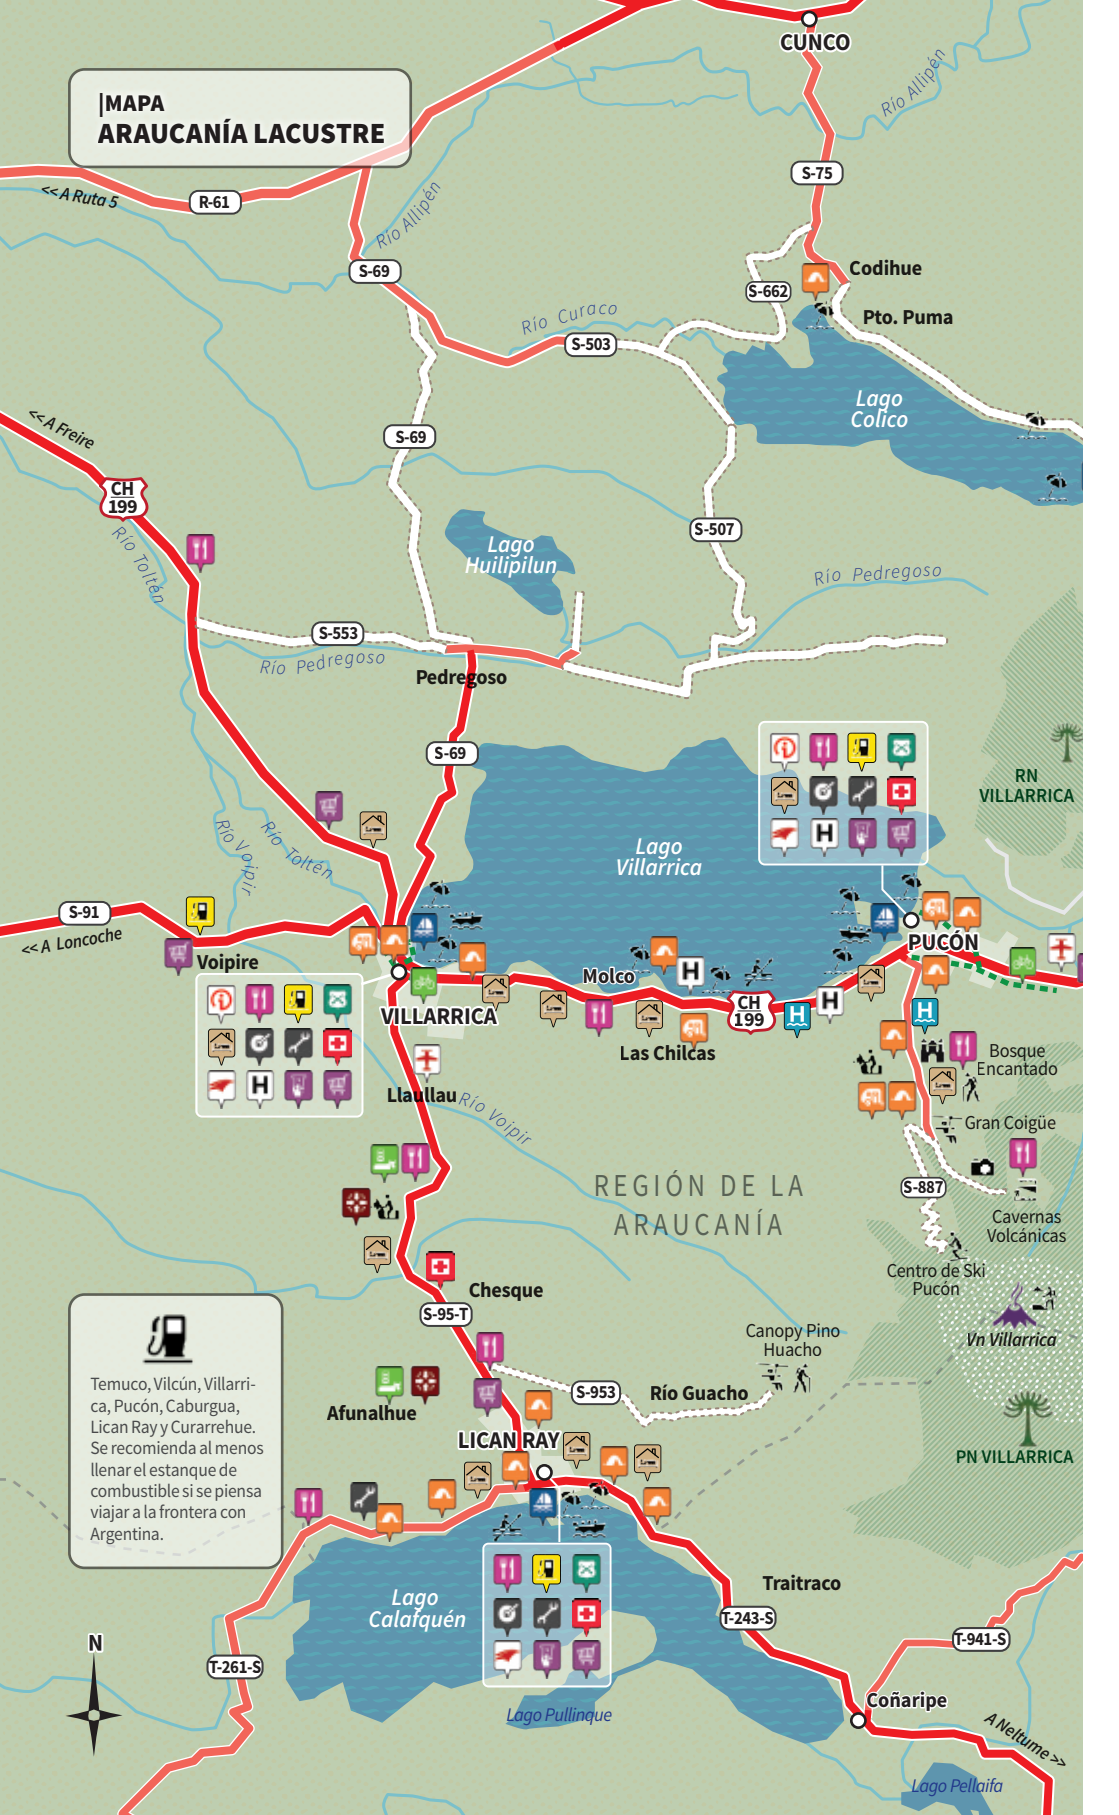 CUNCO
Río Allipén
|MAPA
ARAUCANÍA LACUSTRE
<< A Ruta 5
R-61
S-75
Río Allipén
S-69
Codihue
S-662
Pto. Puma
Río Curaco
S-503
Lago
Colico
<< A Freire
S-69
CH
199
S-507
Río Toltén
Lago
Huilipilun
Río Pedregoso
S-553
Río Pedregoso
Pedregoso
S-69
RN
VILLARRICA
H
Lago
Villarrica
Río Voipir
Río Toltén
S-91
<< A Loncoche
Voipire
PUCÓN
Molco
H
CH
199
H
H
H
VILLARRICA
Las Chilcas
H
Bosque
Encantado
Llaullau
Río Voipir
Gran Coigüe
REGIÓN DE LA
ARAUCANÍA
S-887
Cavernas
Volcánicas
Centro de Ski
Pucón
Chesque
S-95-T
Vn Villarrica
Canopy Pino
Huacho
Temuco, Vilcún, Villarri-
ca, Pucón, Caburgua,
Lican Ray y Curarrehue.
Se recomienda al menos
llenar el estanque de
combustible si se piensa
viajar a la frontera con
Argentina.
S-953
Río Guacho
Afunalhue
LICAN RAY
PN VILLARRICA
Lago
Calafquén
Traitraco
T-243-S
T-941-S
N
T-261-S
Lago Pullinque
Coñaripe
A Neltume >>
Lago Pellaifa